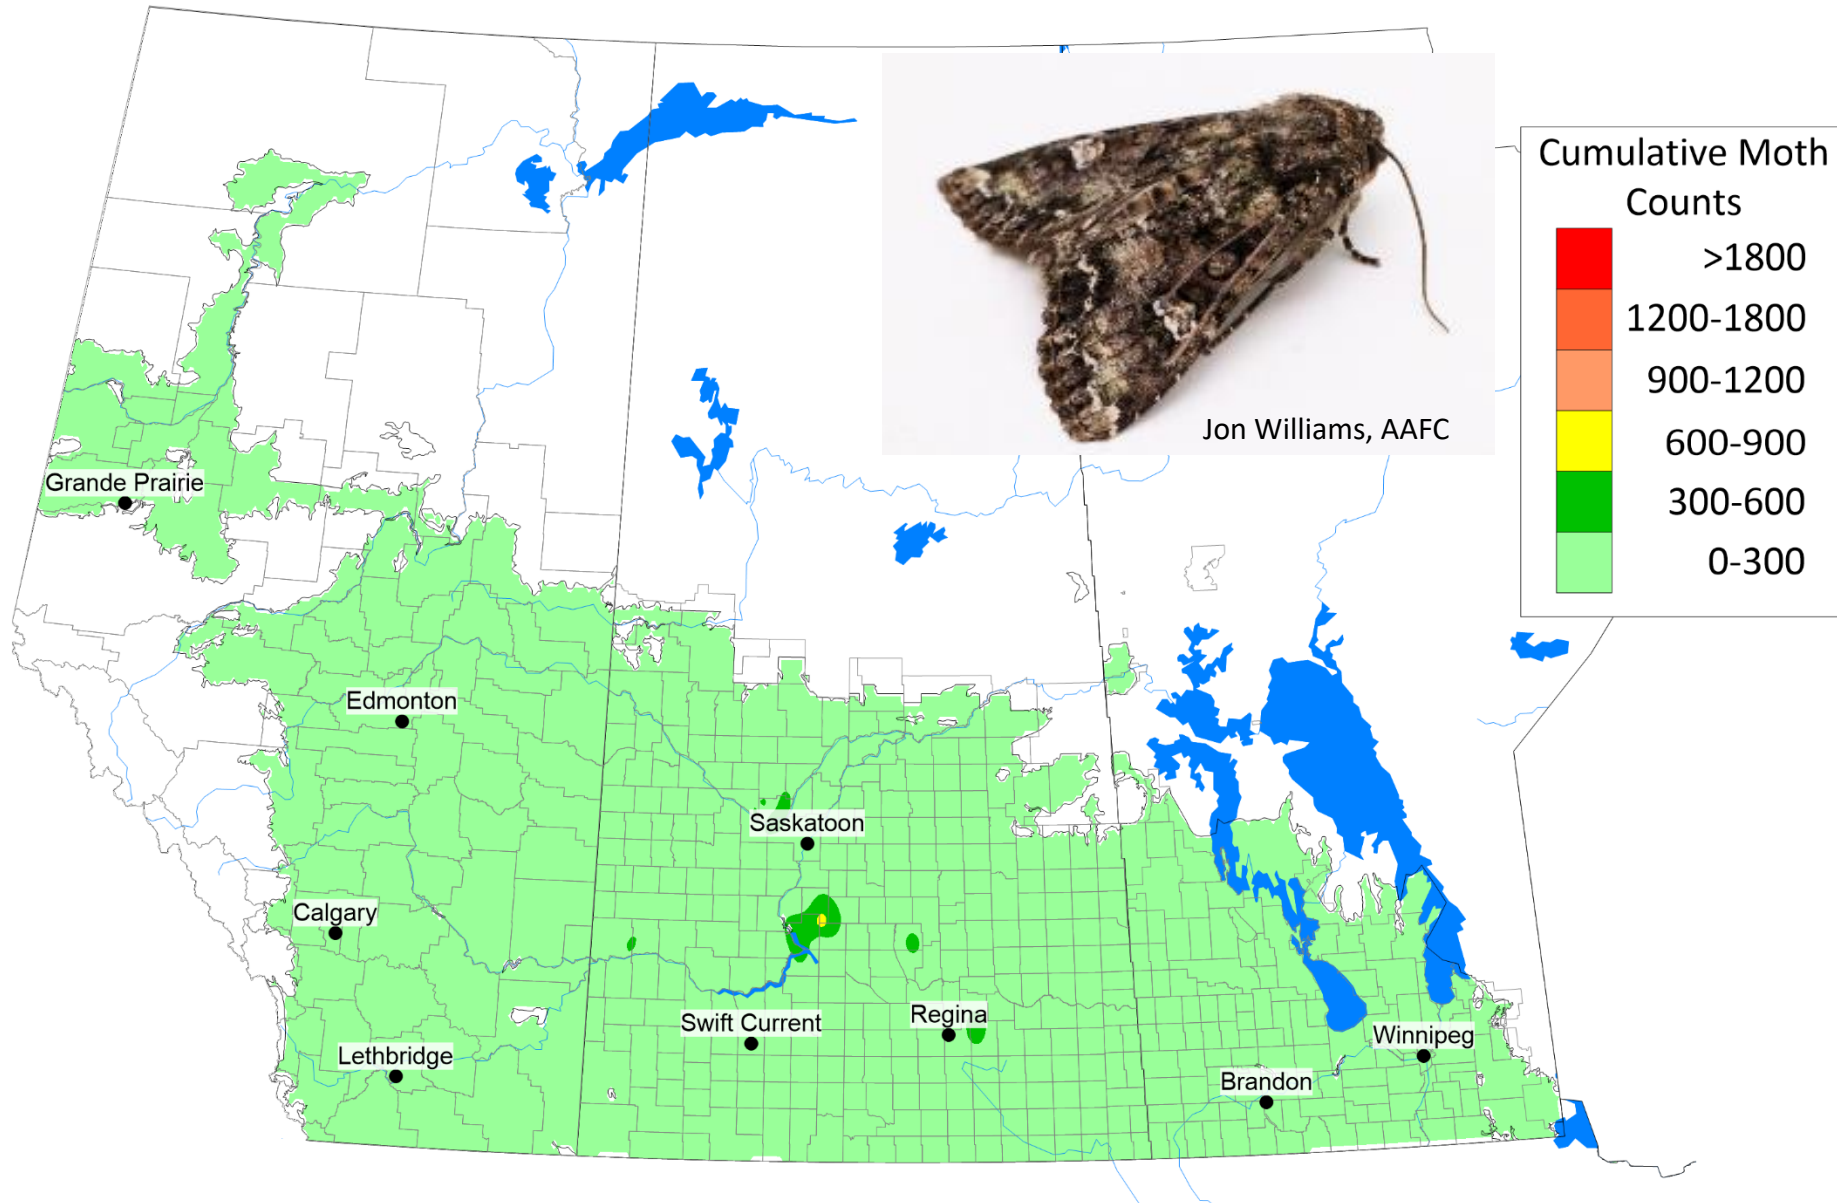 Cumulative Moth
Counts
>1800
1200-1800
900-1200
600-900
300-600
0-300
Jon Williams, AAFC
Grande Prairie
Edmonton
Saskatoon
Calgary
Swift Current
Regina
Lethbridge
Winnipeg
Brandon